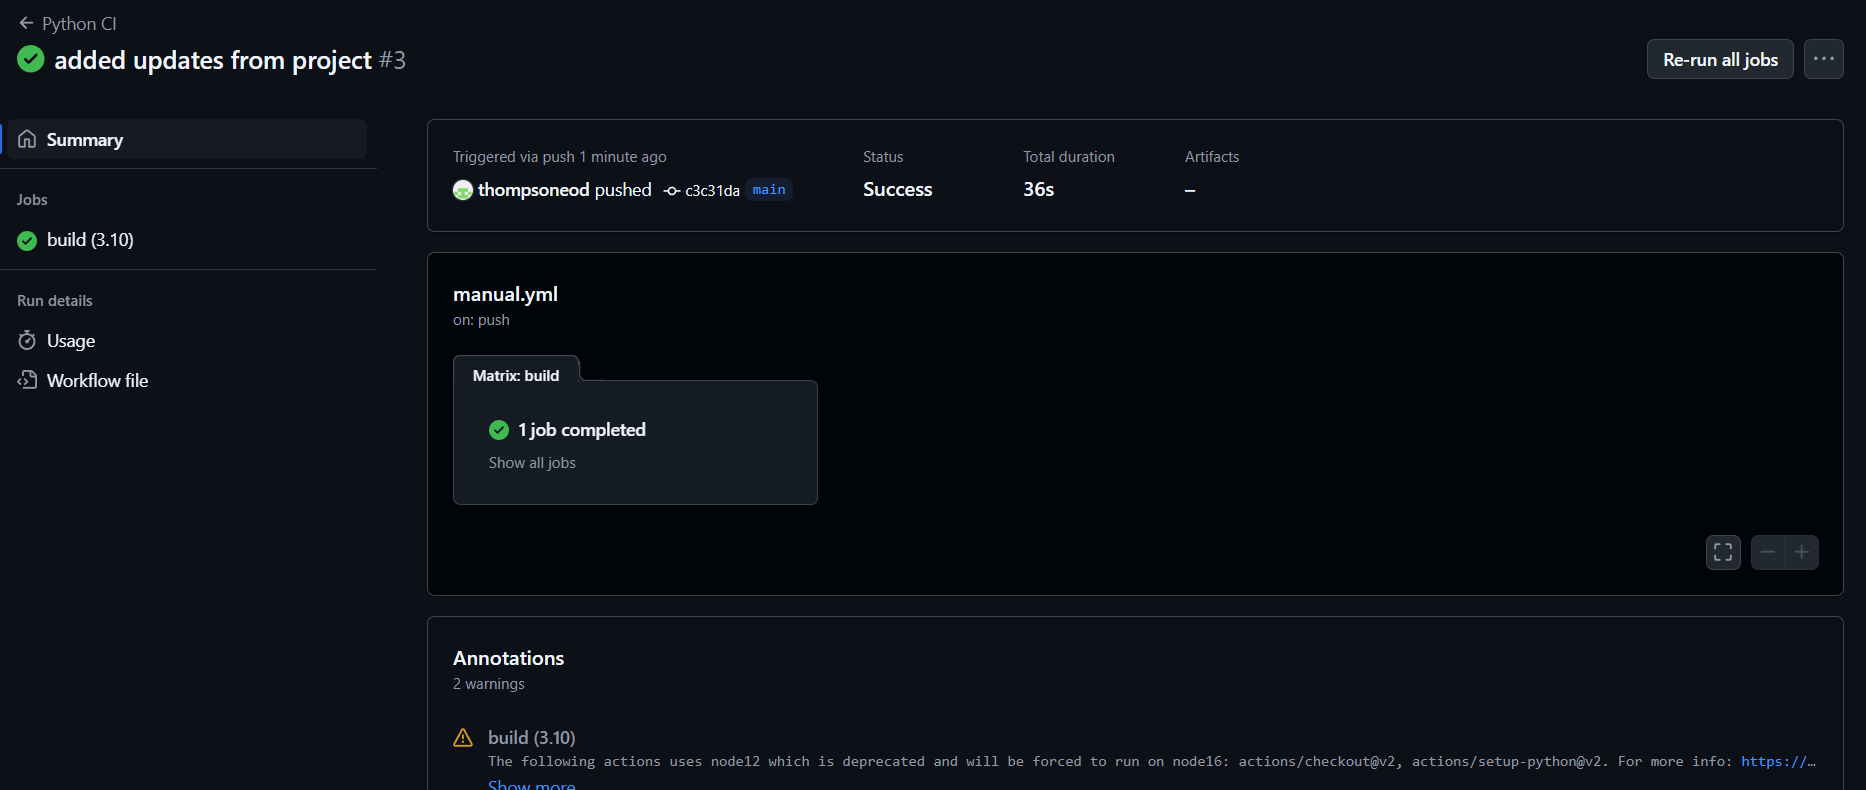 Python CI
added updates from project #3
Re-run all jobs
Summary
Jobs
build (3.10)
Run details
Usage
Workflow file
Triggered via push 1 minute ago
thompsoneod pushed c3c31da main
Status
Success
Total duration
36s
Artifacts
–
manual.yml
on: push
Matrix: build
1 job completed
Show all jobs
Annotations
2 warnings
build (3.10)
The following actions uses node12 which is deprecated and will be forced to run on node16: actions/checkout@v2, actions/setup-python@v2. For more info: https://…
Show more